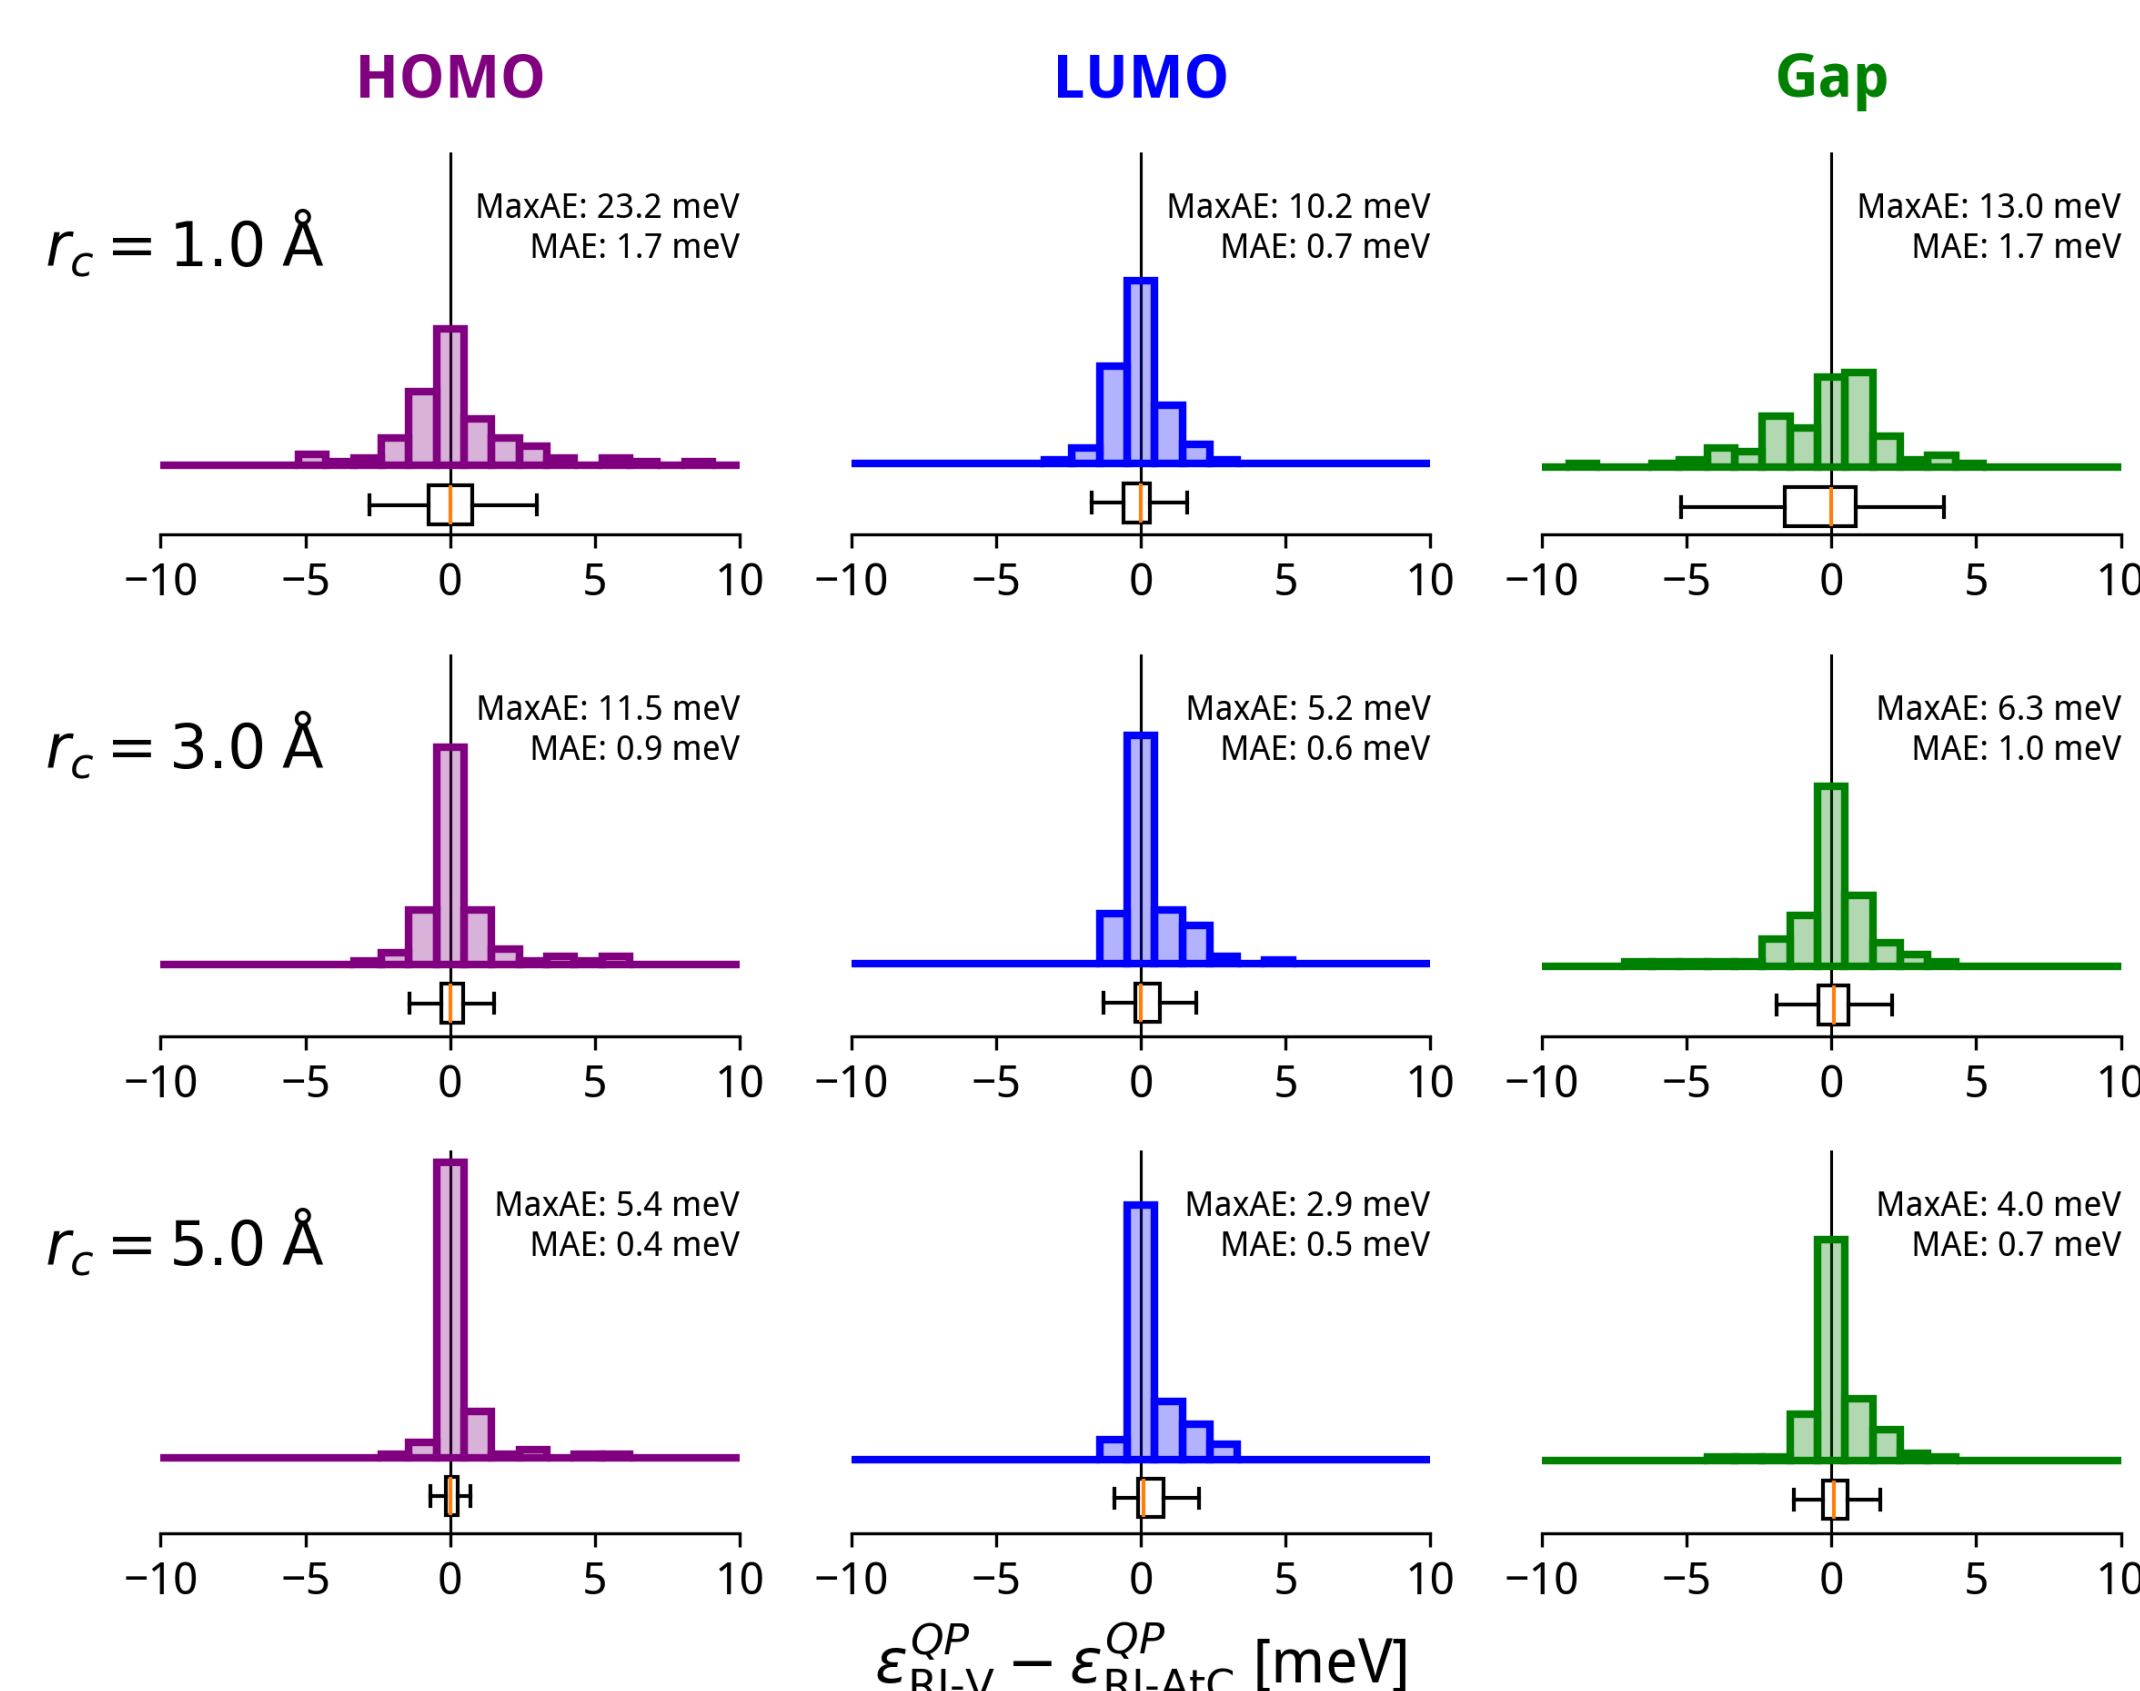 HOMO LUMO Gap
r_c = 1.0 Å
MaxAE: 23.2 meV
MAE: 1.7 meV
MaxAE: 10.2 meV
MAE: 0.7 meV
MaxAE: 13.0 meV
MAE: 1.7 meV
−10 −5 0 5 10 −10 −5 0 5 10 −10 −5 0 5 10
r_c = 3.0 Å
MaxAE: 11.5 meV
MAE: 0.9 meV
MaxAE: 5.2 meV
MAE: 0.6 meV
MaxAE: 6.3 meV
MAE: 1.0 meV
−10 −5 0 5 10 −10 −5 0 5 10 −10 −5 0 5 10
r_c = 5.0 Å
MaxAE: 5.4 meV
MAE: 0.4 meV
MaxAE: 2.9 meV
MAE: 0.5 meV
MaxAE: 4.0 meV
MAE: 0.7 meV
−10 −5 0 5 10 −10 −5 0 5 10 −10 −5 0 5 10
ε^{QP}_{RI-V} − ε^{QP}_{RI-AtC} [meV]